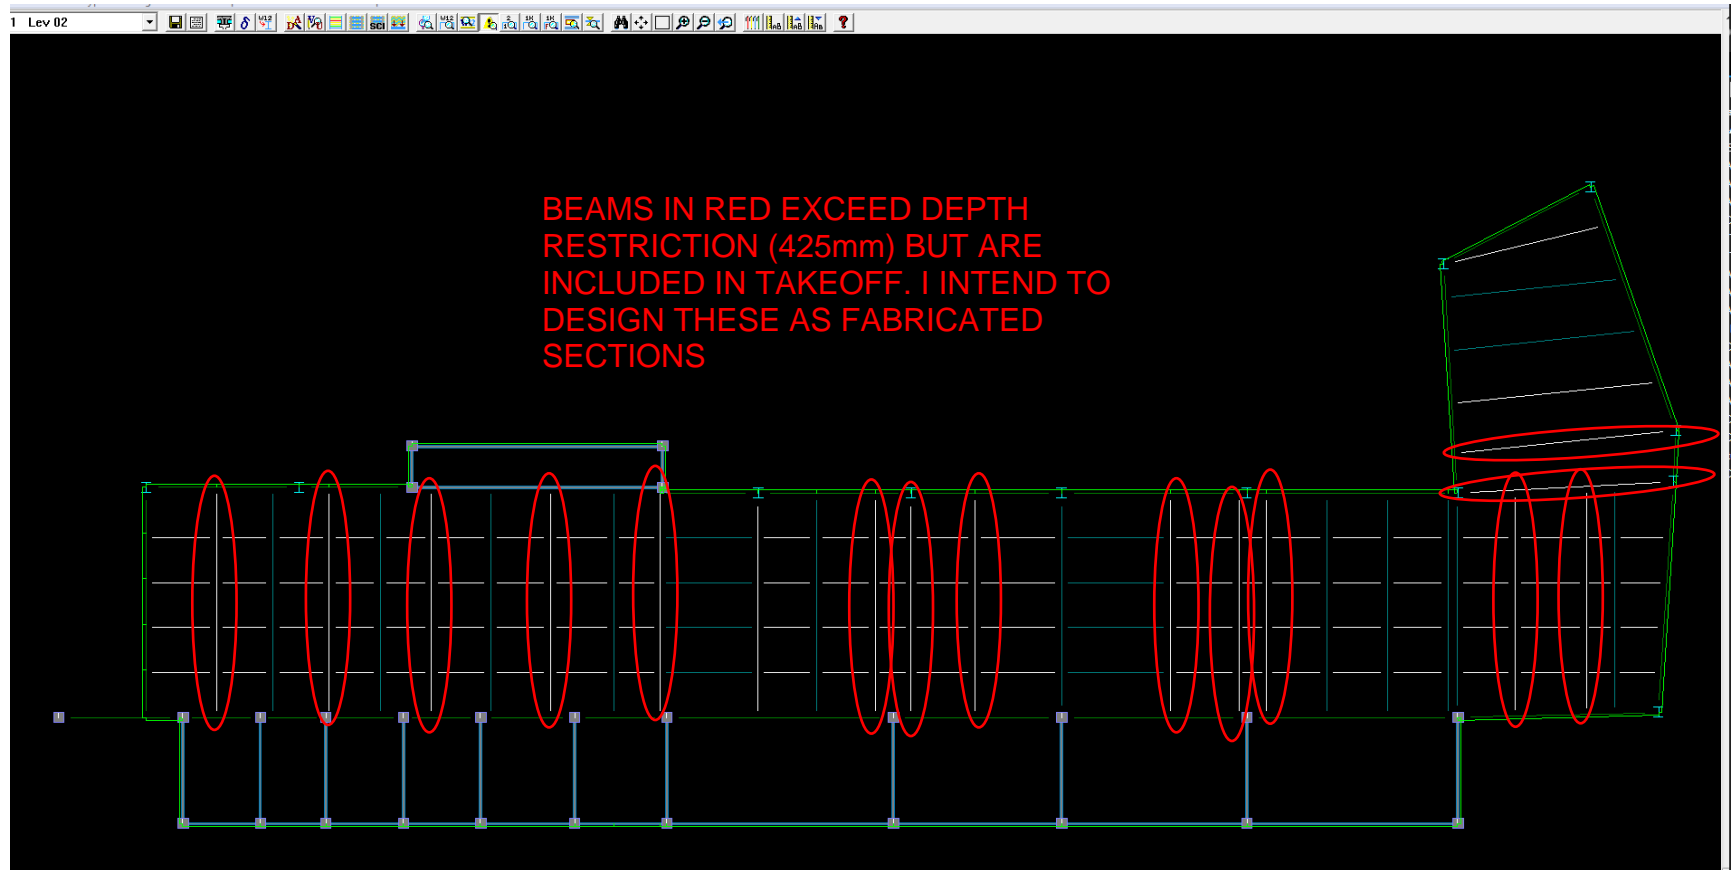 1 Lev 02
BEAMS IN RED EXCEED DEPTH
RESTRICTION (425mm) BUT ARE
INCLUDED IN TAKEOFF. I INTEND TO
DESIGN THESE AS FABRICATED
SECTIONS